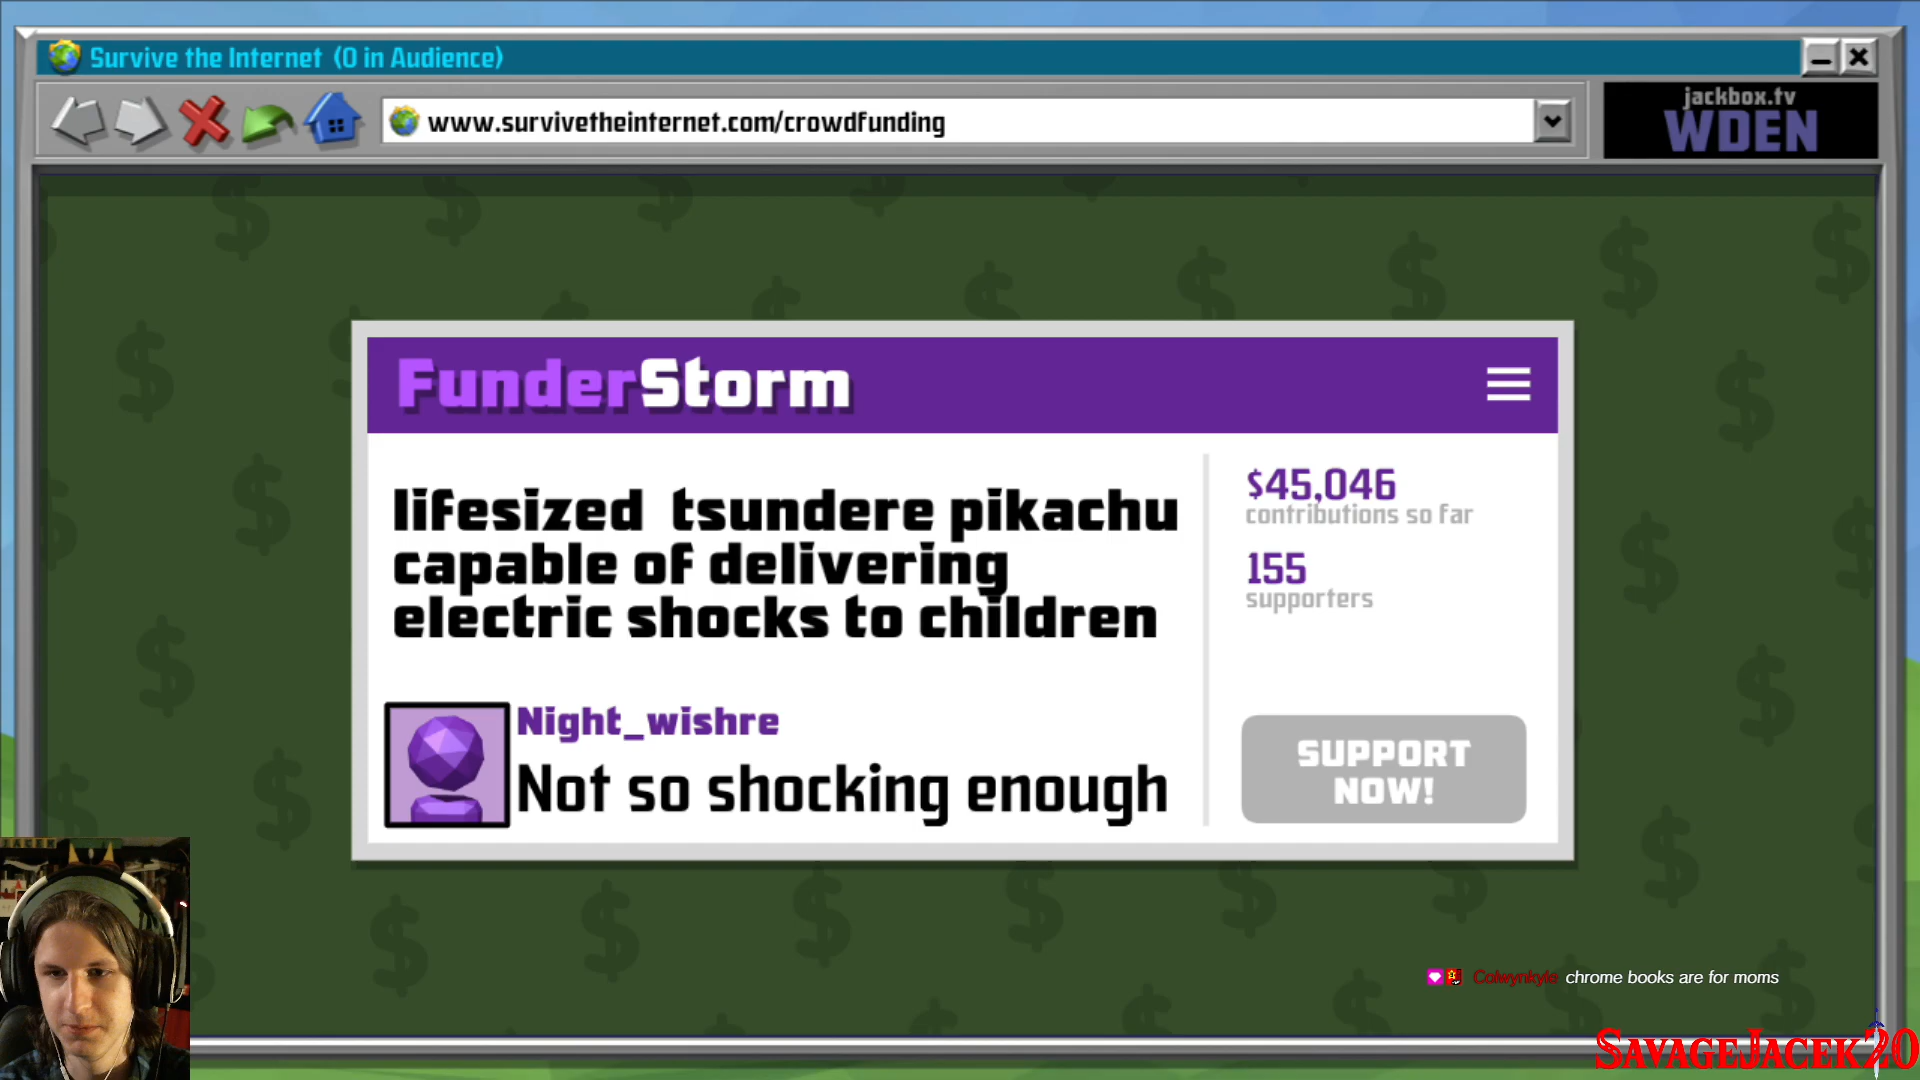 Survive the Internet (0 in Audience)
www.survivetheinternet.com/crowdfunding
jackbox.tv
WDEN
FunderStorm
lifesized tsundere pikachu
capable of delivering
electric shocks to children
$45,046
contributions so far
155
supporters
Night_wishre
Not so shocking enough
SUPPORT
NOW!
Colwynkyle chrome books are for moms
SavageJacek20